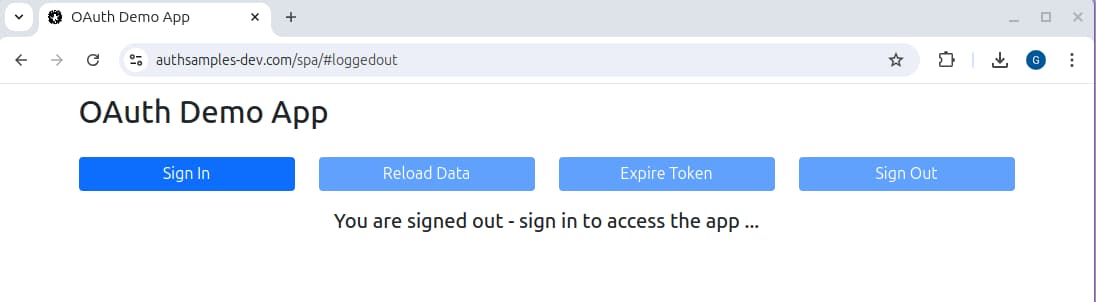 OAuth Demo App
authsamples-dev.com/spa/#loggedout
G
OAuth Demo App
Sign In Reload Data Expire Token Sign Out
You are signed out - sign in to access the app ...